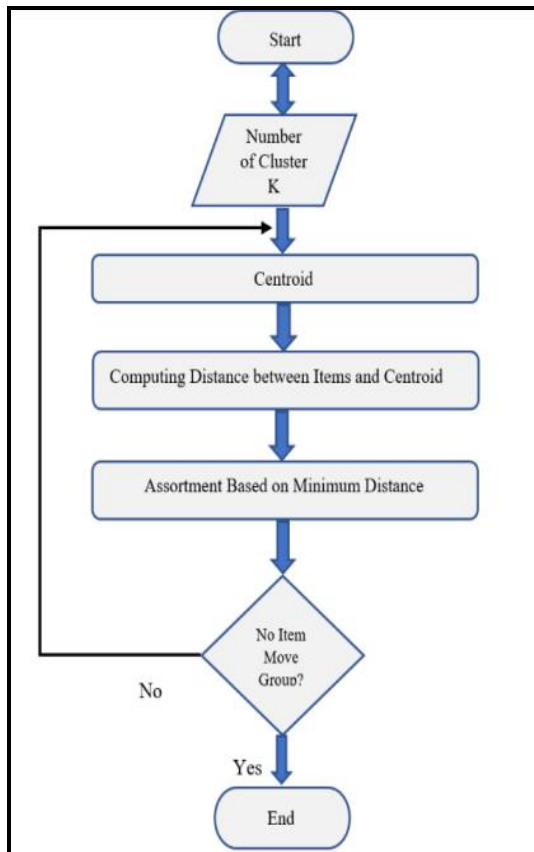 Start
Number
of Cluster
K
Centroid
Computing Distance between Items and Centroid
Assortment Based on Minimum Distance
No Item
Move
Group?
No
Yes
End